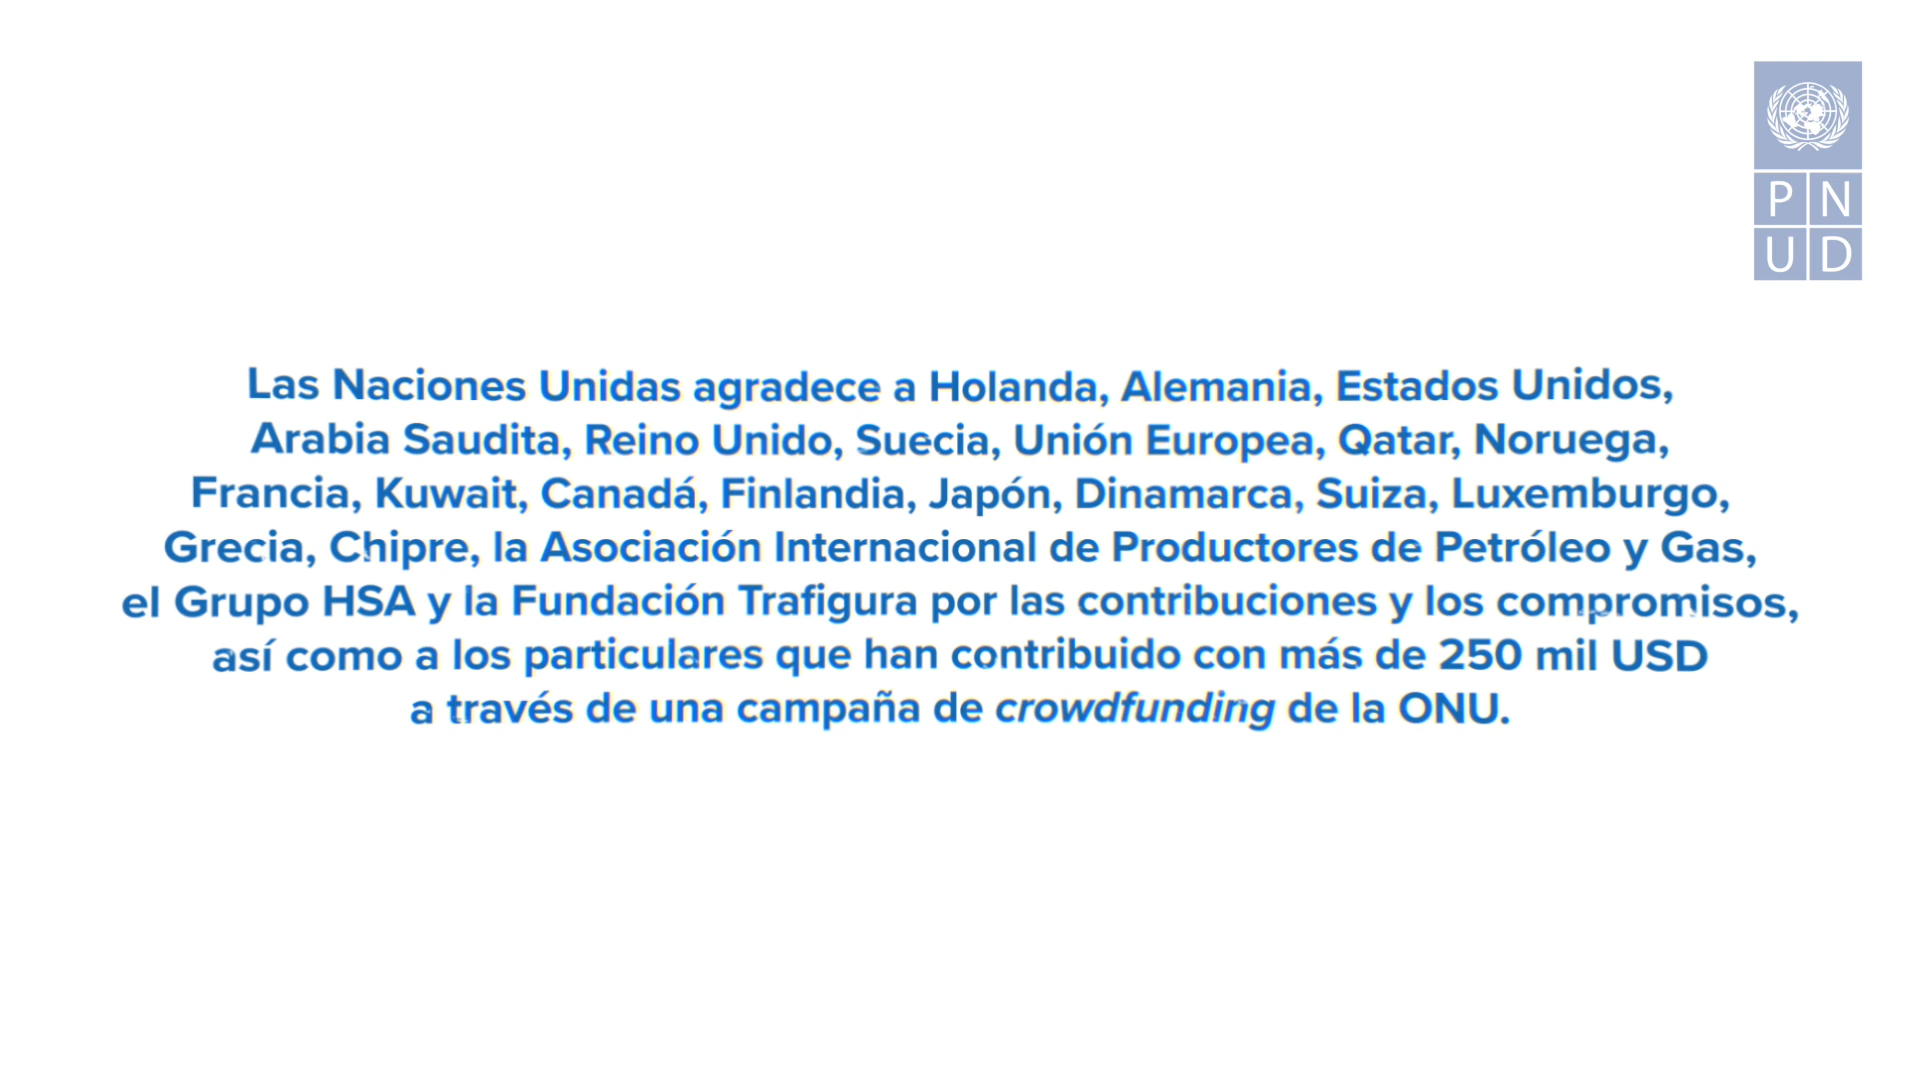 P N
U D
Las Naciones Unidas agradece a Holanda, Alemania, Estados Unidos,
Arabia Saudita, Reino Unido, Suecia, Unión Europea, Qatar, Noruega,
Francia, Kuwait, Canadá, Finlandia, Japón, Dinamarca, Suiza, Luxemburgo,
Grecia, Chipre, la Asociación Internacional de Productores de Petróleo y Gas,
el Grupo HSA y la Fundación Trafigura por las contribuciones y los compromisos,
así como a los particulares que han contribuido con más de 250 mil USD
a través de una campaña de crowdfunding de la ONU.